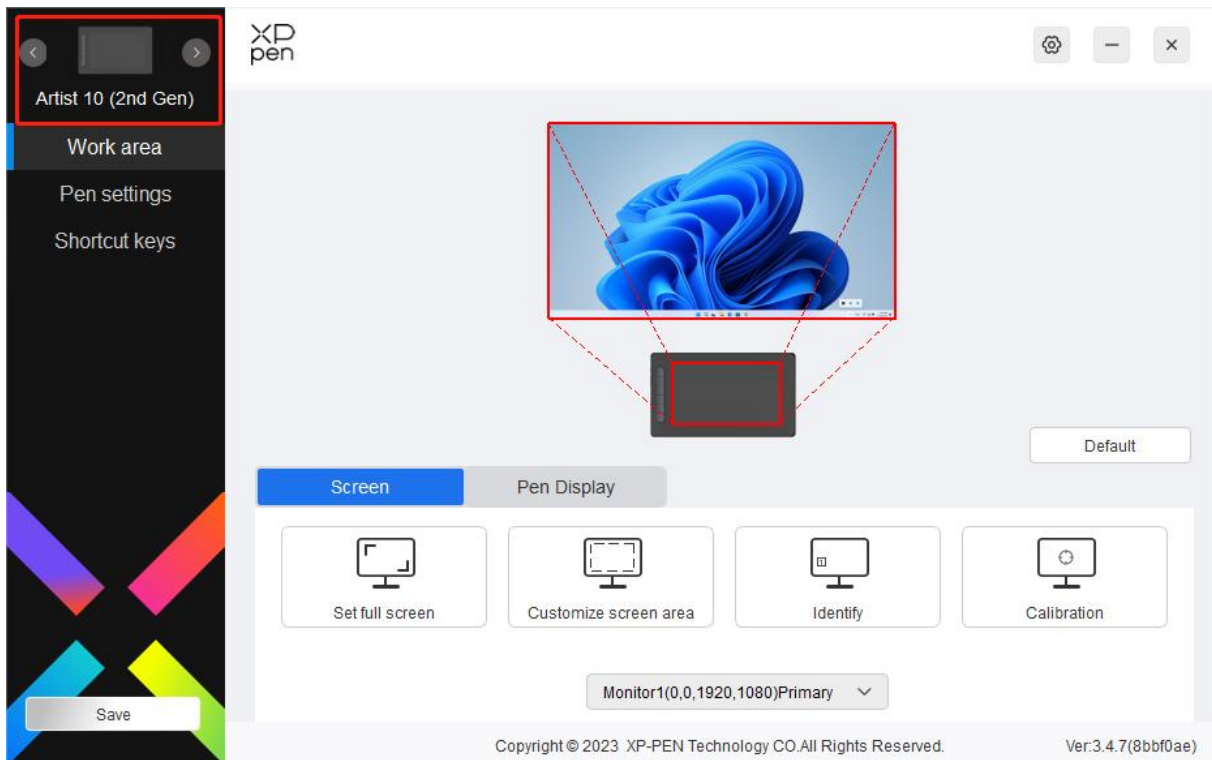 XP
pen
Artist 10 (2nd Gen)
Work area
Pen settings
Shortcut keys
Default
Screen
Pen Display
Set full screen
Customize screen area
Identify
Calibration
Monitor1(0,0,1920,1080)Primary
Save
Copyright © 2023 XP-PEN Technology CO.All Rights Reserved.
Ver:3.4.7(8bbf0ae)